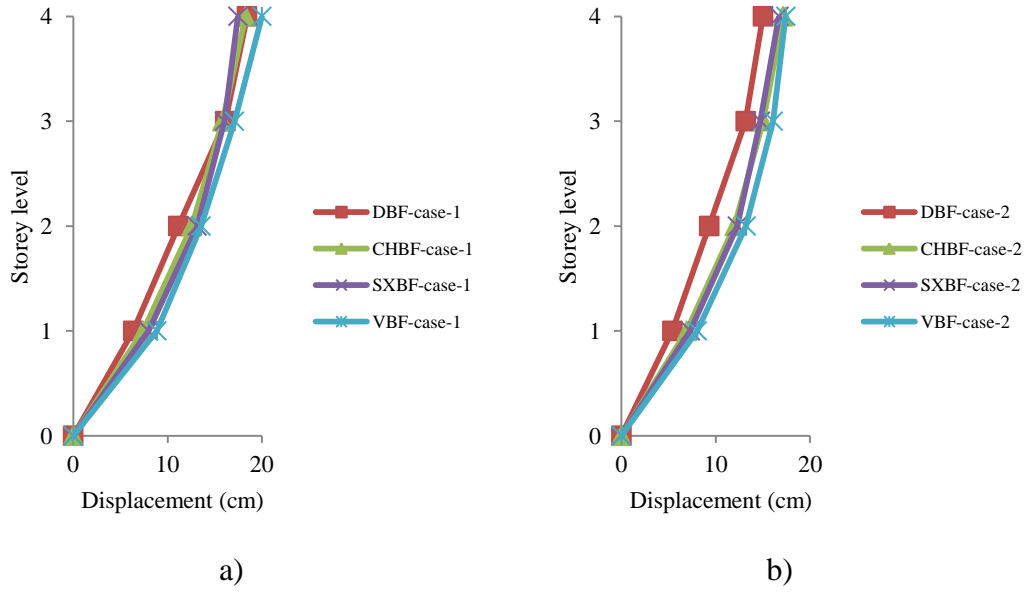 4
3
2
1
0
Storey level
0
10
20
Displacement (cm)
DBF-case-1
CHBF-case-1
SXBF-case-1
VBF-case-1
a)
4
3
2
1
0
Storey level
0
10
20
Displacement (cm)
DBF-case-2
CHBF-case-2
SXBF-case-2
VBF-case-2
b)